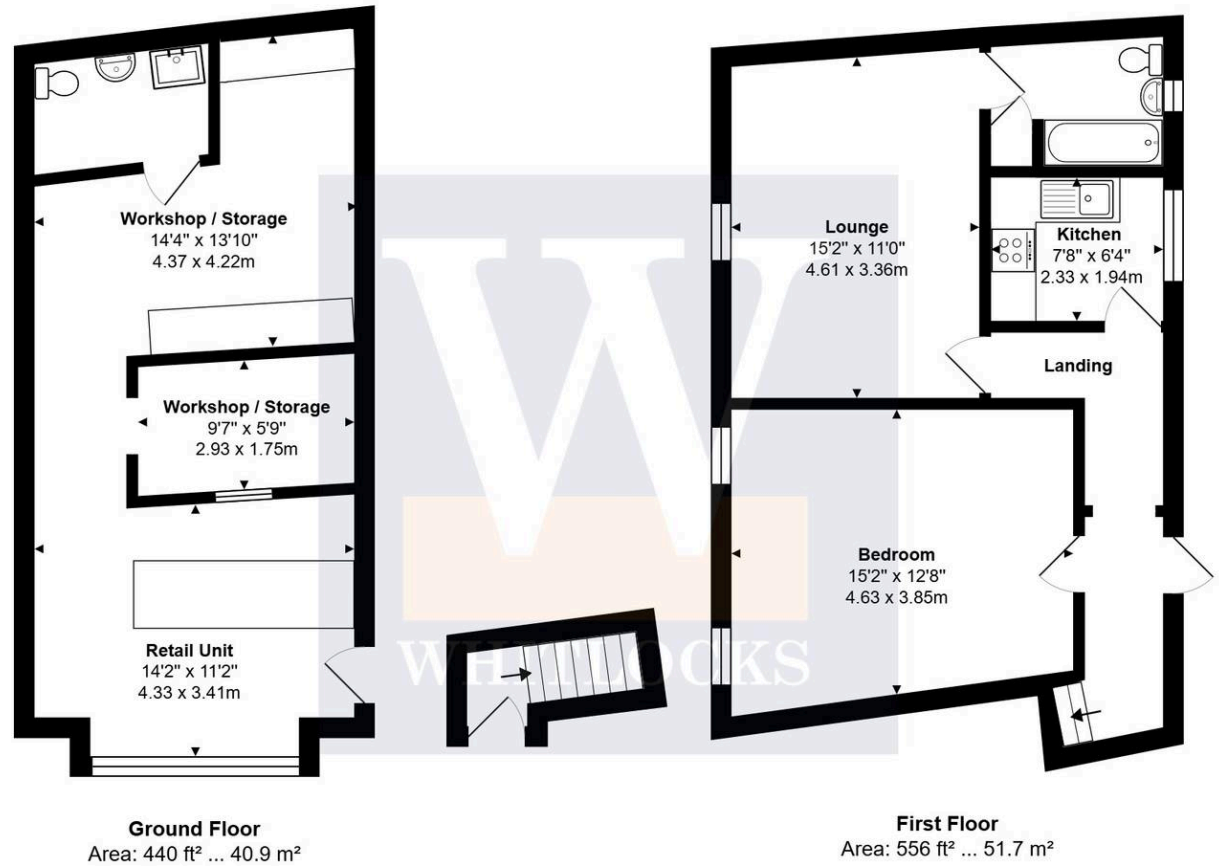 Workshop / Storage
14'4" x 13'10"
4.37 x 4.22m
Workshop / Storage
9'7" x 5'9"
2.93 x 1.75m
Retail Unit
14'2" x 11'2"
4.33 x 3.41m
Ground Floor
Area: 440 ft² ... 40.9 m²
W
WHITLOCKS
Lounge
15'2" x 11'0"
4.61 x 3.36m
Kitchen
7'8" x 6'4"
2.33 x 1.94m
Landing
Bedroom
15'2" x 12'8"
4.63 x 3.85m
First Floor
Area: 556 ft² ... 51.7 m²